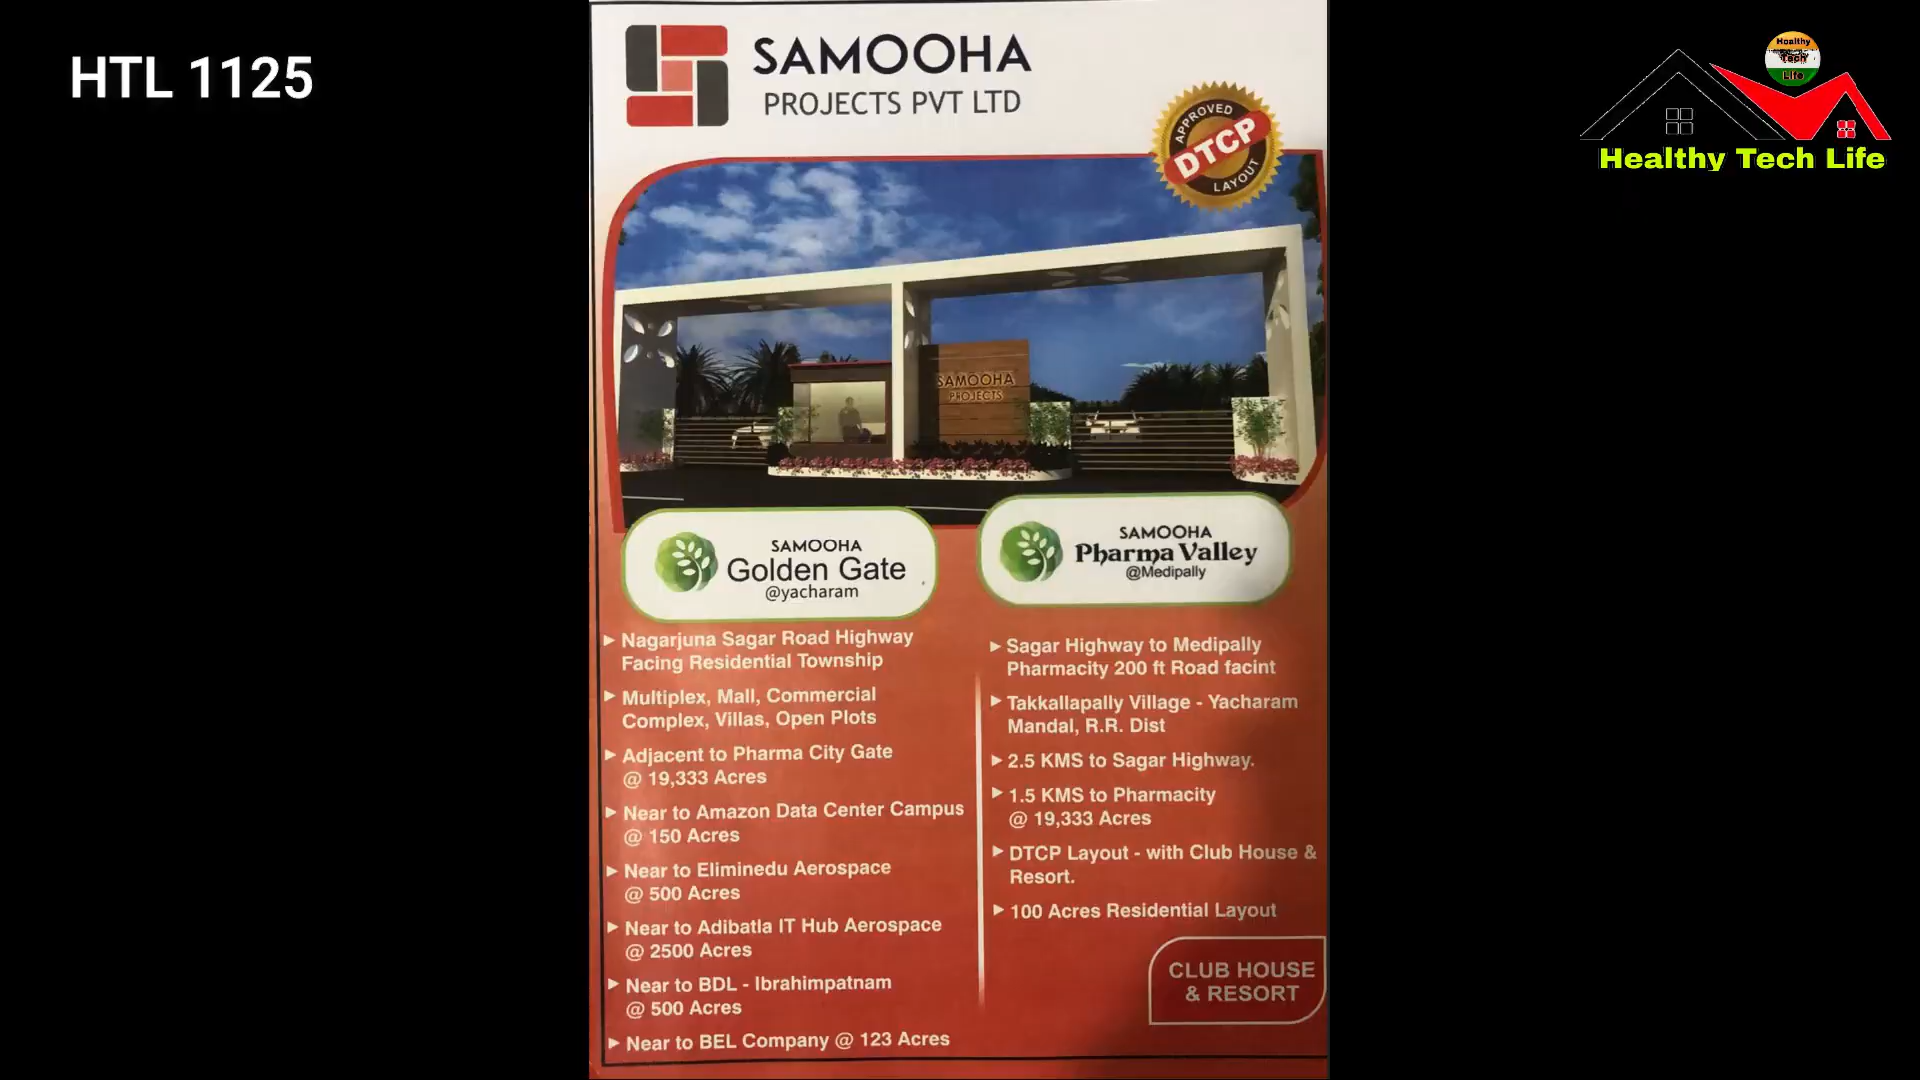 HTL 1125
SAMOOHA
PROJECTS PVT LTD
APPROVED
DTCP
LAYOUT
Healthy
Tech
Life
Healthy Tech Life
SAMOOHA
PROJECTS
SAMOOHA
Golden Gate
@yacharam
SAMOOHA
Pharma Valley
@Medipally
Nagarjuna Sagar Road Highway
Facing Residential Township
Multiplex, Mall, Commercial
Complex, Villas, Open Plots
Adjacent to Pharma City Gate
@ 19,333 Acres
Near to Amazon Data Center Campus
@ 150 Acres
Near to Eliminedu Aerospace
@ 500 Acres
Near to Adibatla IT Hub Aerospace
@ 2500 Acres
Near to BDL - Ibrahimpatnam
@ 500 Acres
Near to BEL Company @ 123 Acres
Sagar Highway to Medipally
Pharmacity 200 ft Road facint
Takkallapally Village - Yacharam
Mandal, R.R. Dist
2.5 KMS to Sagar Highway.
1.5 KMS to Pharmacity
@ 19,333 Acres
DTCP Layout - with Club House &
Resort.
100 Acres Residential Layout
CLUB HOUSE
& RESORT